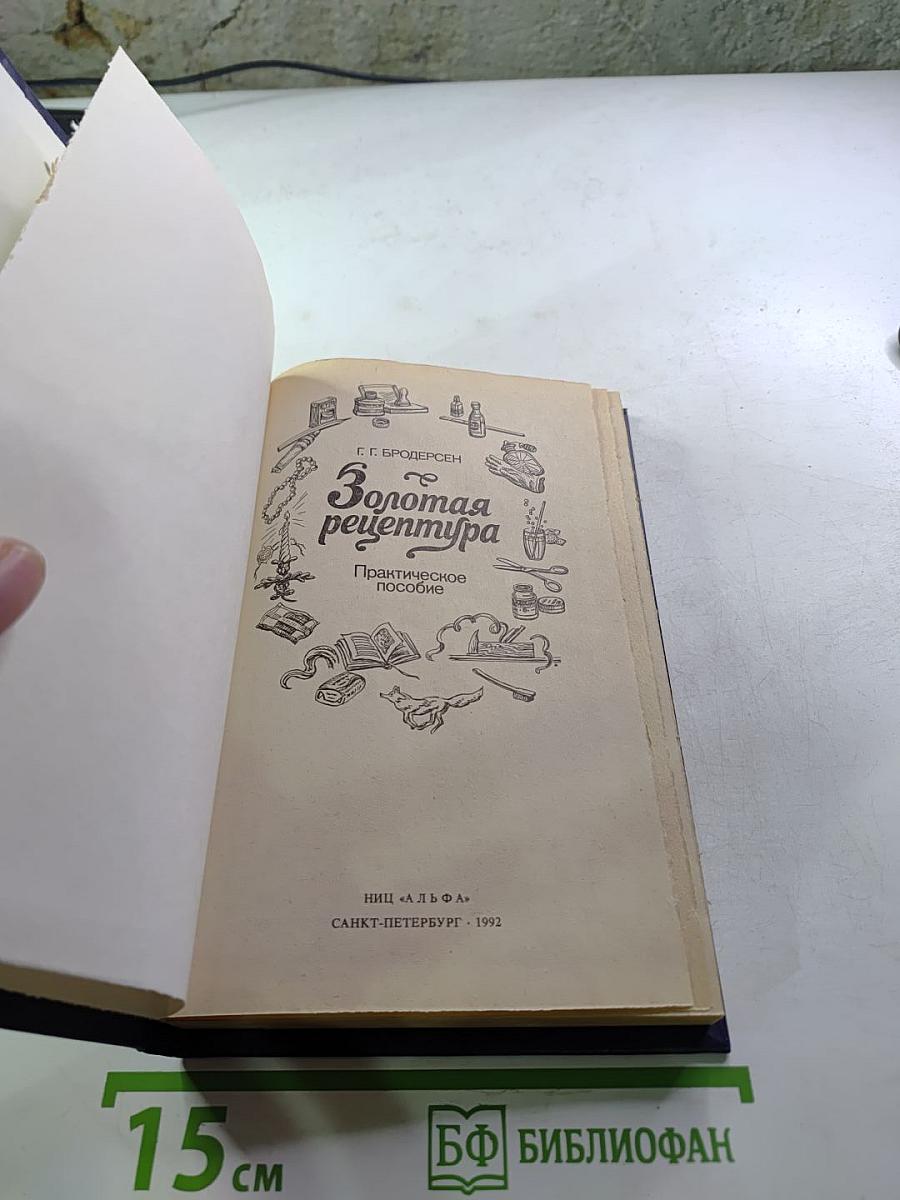 Г. Г. БРОДЕРСЕН
Золотая
рецептура
Практическое
пособие
НИЦ «АЛЬФА»
САНКТ-ПЕТЕРБУРГ · 1992
15 см
БФ БИБЛИОФАН